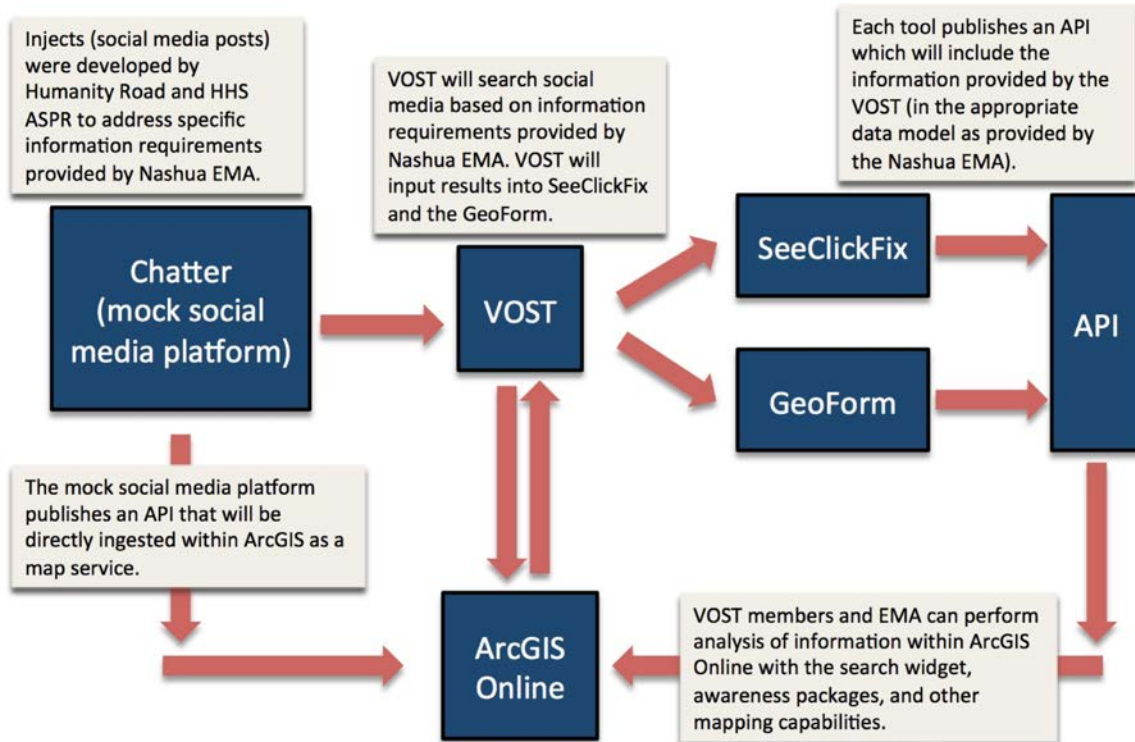 Injects (social media posts)
were developed by
Humanity Road and HHS
ASPR to address specific
information requirements
provided by Nashua EMA.
VOST will search social
media based on information
requirements provided by
Nashua EMA. VOST will
input results into SeeClickFix
and the GeoForm.
Each tool publishes an API
which will include the
information provided by the
VOST (in the appropriate
data model as provided by
the Nashua EMA).
Chatter
(mock social
media platform)
VOST
SeeClickFix
GeoForm
API
The mock social media platform
publishes an API that will be
directly ingested within ArcGIS as a
map service.
ArcGIS
Online
VOST members and EMA can perform
analysis of information within ArcGIS
Online with the search widget,
awareness packages, and other
mapping capabilities.